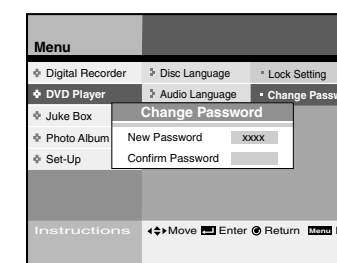 Menu
Digital Recorder Disc Language Lock Setting
DVD Player Audio Language Change Passw
Juke Box Change Password
Photo Album New Password xxxx
Set-Up Confirm Password
Instructions Move Enter Return Menu